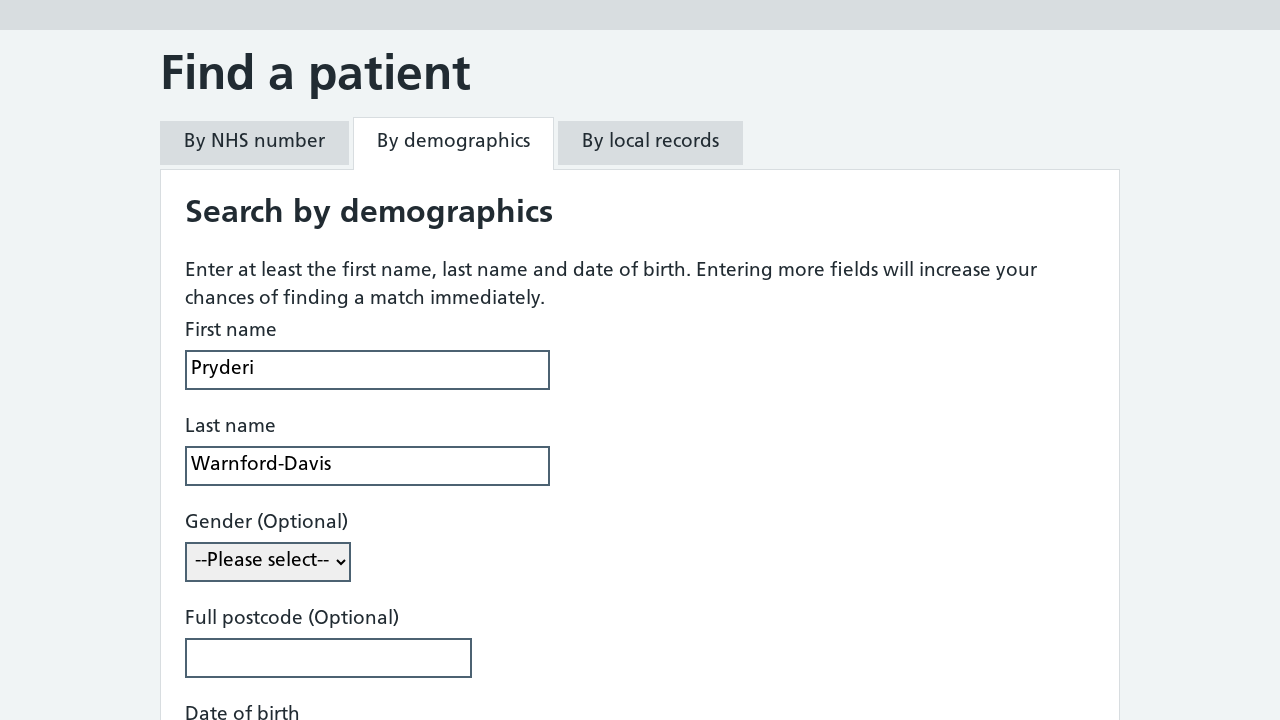 Find a patient
By NHS number
By demographics
By local records
Search by demographics
Enter at least the first name, last name and date of birth. Entering more fields will increase your
chances of finding a match immediately.
First name
Pryderi
Last name
Warnford-Davis
Gender (Optional)
--Please select--
Full postcode (Optional)
Date of birth